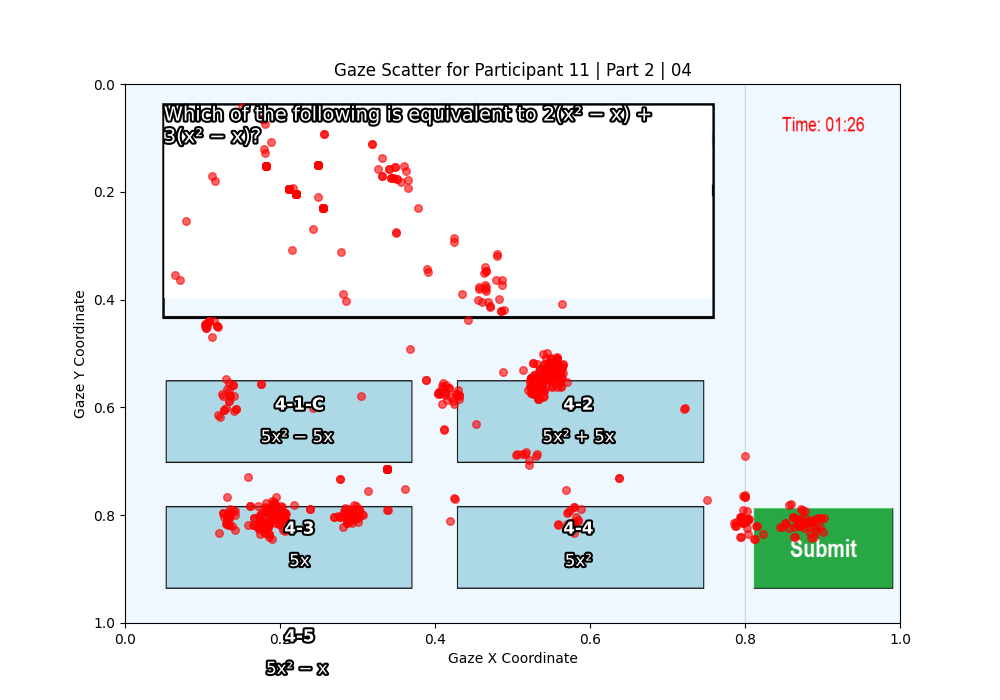 Gaze Scatter for Participant 11 | Part 2 | 04
Which of the following is equivalent to 2(x² − x) +
3(x² − x)?
Time: 01:26
0.0
0.2
0.4
0.6
0.8
1.0
Gaze Y Coordinate
4-1-C
5x² − 5x
4-2
5x² + 5x
4-3
5x
4-4
5x²
Submit
0.0
0.2
0.4
0.6
0.8
1.0
4-5
5x² − x
Gaze X Coordinate